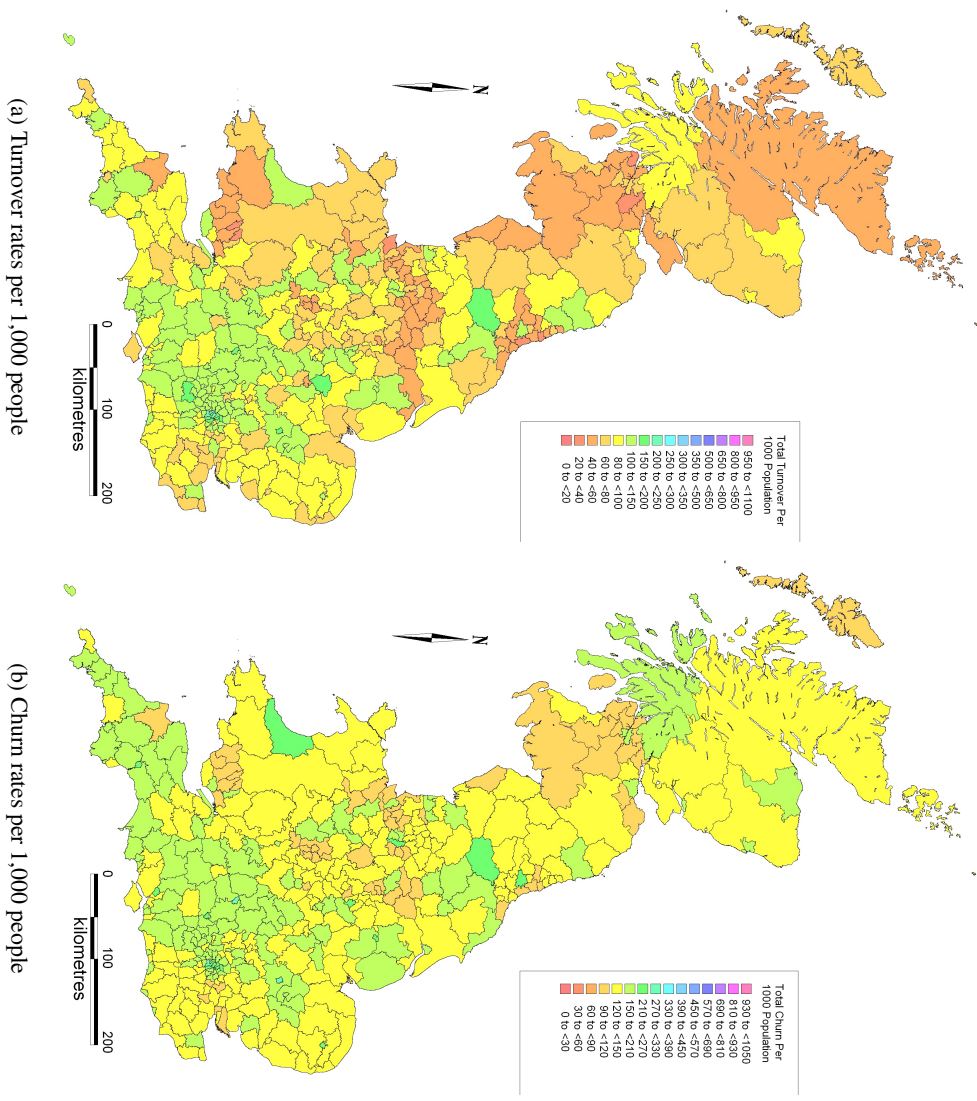 N
Total Turnover Per
1000 Population
950 to <1100
800 to <950
650 to <800
500 to <650
350 to <500
300 to <350
250 to <300
200 to <250
150 to <200
100 to <150
80 to <100
60 to <80
40 to <60
20 to <40
0 to <20
0 100 200
kilometres
(a) Turnover rates per 1,000 people
N
Total Churn Per
1000 Population
930 to <1050
810 to <930
690 to <810
570 to <690
450 to <570
390 to <450
330 to <390
270 to <330
210 to <270
150 to <210
120 to <150
90 to <120
60 to <90
30 to <60
0 to <30
0 100 200
kilometres
(b) Churn rates per 1,000 people